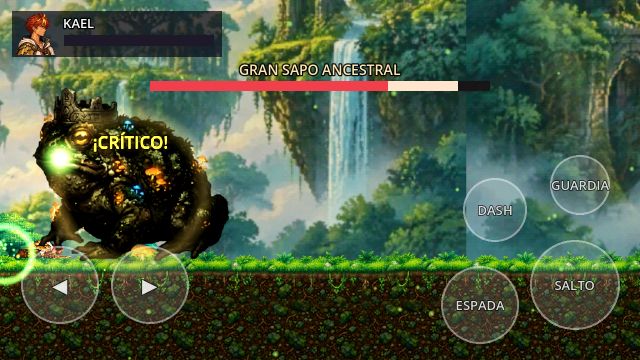 KAEL
GRAN SAPO ANCESTRAL
¡CRÍTICO!
GUARDIA
DASH
SALTO
ESPADA